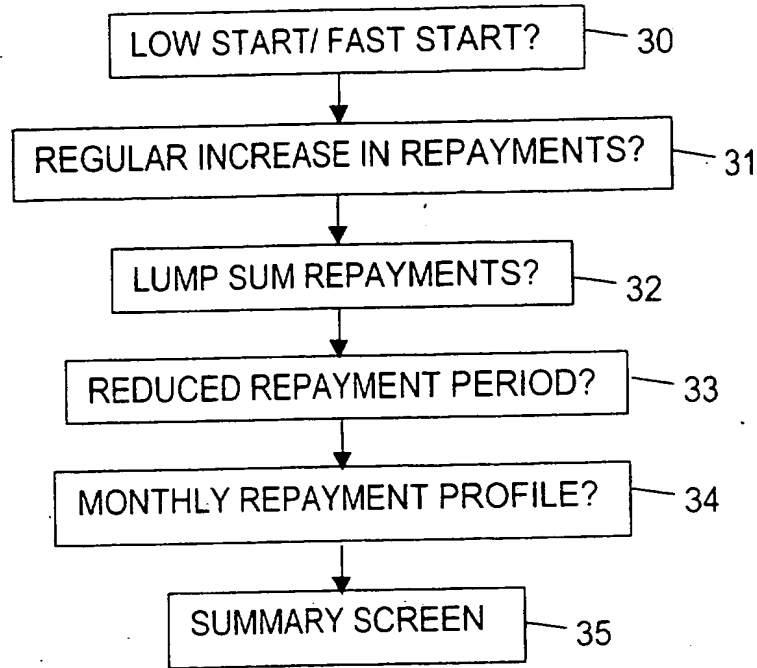 LOW START/ FAST START? 30
REGULAR INCREASE IN REPAYMENTS? 31
LUMP SUM REPAYMENTS? 32
REDUCED REPAYMENT PERIOD? 33
MONTHLY REPAYMENT PROFILE? 34
SUMMARY SCREEN 35